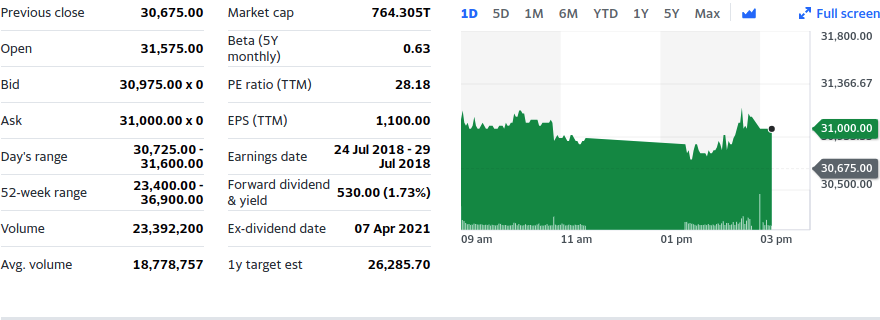 Previous close 30,675.00
Open 31,575.00
Bid 30,975.00 x 0
Ask 31,000.00 x 0
Day's range 30,725.00 -
31,600.00
52-week range 23,400.00 -
36,900.00
Volume 23,392,200
Avg. volume 18,778,757
Market cap 764.305T
Beta (5Y
monthly) 0.63
PE ratio (TTM) 28.18
EPS (TTM) 1,100.00
Earnings date 24 Jul 2018 - 29
Jul 2018
Forward dividend
& yield 530.00 (1.73%)
Ex-dividend date 07 Apr 2021
1y target est 26,285.70
1D 5D 1M 6M YTD 1Y 5Y Max Full screen
31,800.00
31,366.67
31,000.00
30,675.00
30,500.00
09 am 11 am 01 pm 03 pm